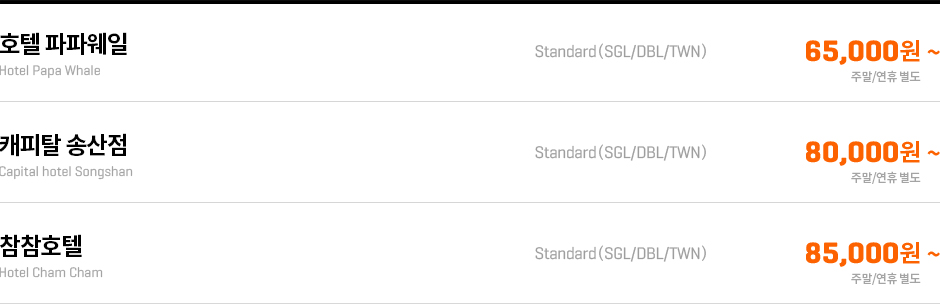 호텔 파파웨일
Hotel Papa Whale
Standard(SGL/DBL/TWN)
65,000원 ~
주말/연휴 별도
캐피탈 송산점
Capital hotel Songshan
Standard(SGL/DBL/TWN)
80,000원 ~
주말/연휴 별도
참참호텔
Hotel Cham Cham
Standard(SGL/DBL/TWN)
85,000원 ~
주말/연휴 별도